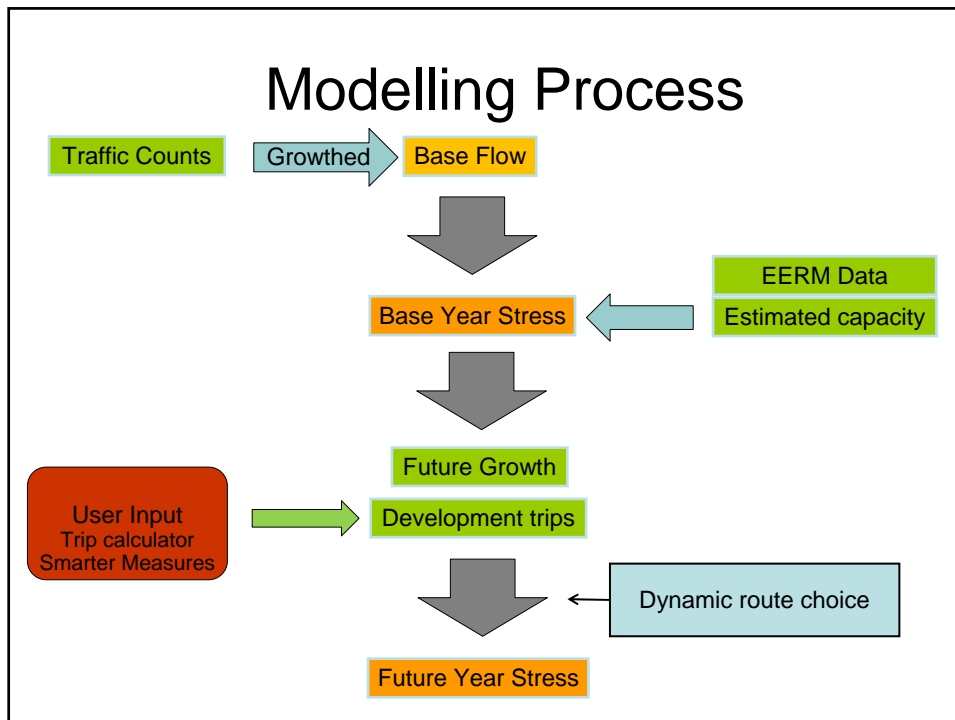 Modelling Process
Traffic Counts
Growthed
Base Flow
EERM Data
Base Year Stress
Estimated capacity
Future Growth
User Input
Trip calculator
Smarter Measures
Development trips
Dynamic route choice
Future Year Stress